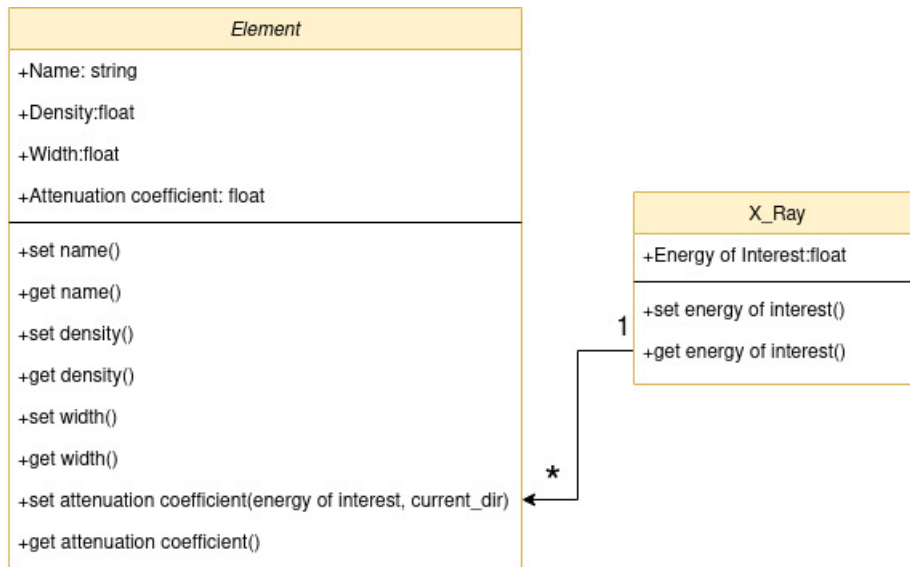 Element
+Name: string
+Density:float
+Width:float
+Attenuation coefficient: float
+set name()
+get name()
+set density()
+get density()
+set width()
+get width()
+set attenuation coefficient(energy of interest, current_dir)
+get attenuation coefficient()
X_Ray
+Energy of Interest:float
+set energy of interest()
+get energy of interest()
1
*